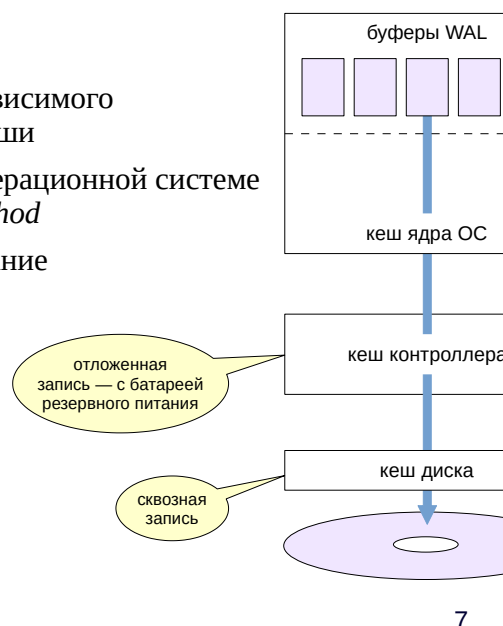 висимого
ши
ерационной системе
hod
ание
буферы WAL
кеш ядра ОС
кеш контроллера
отложенная
запись — с батареей
резервного питания
кеш диска
сквозная
запись
7